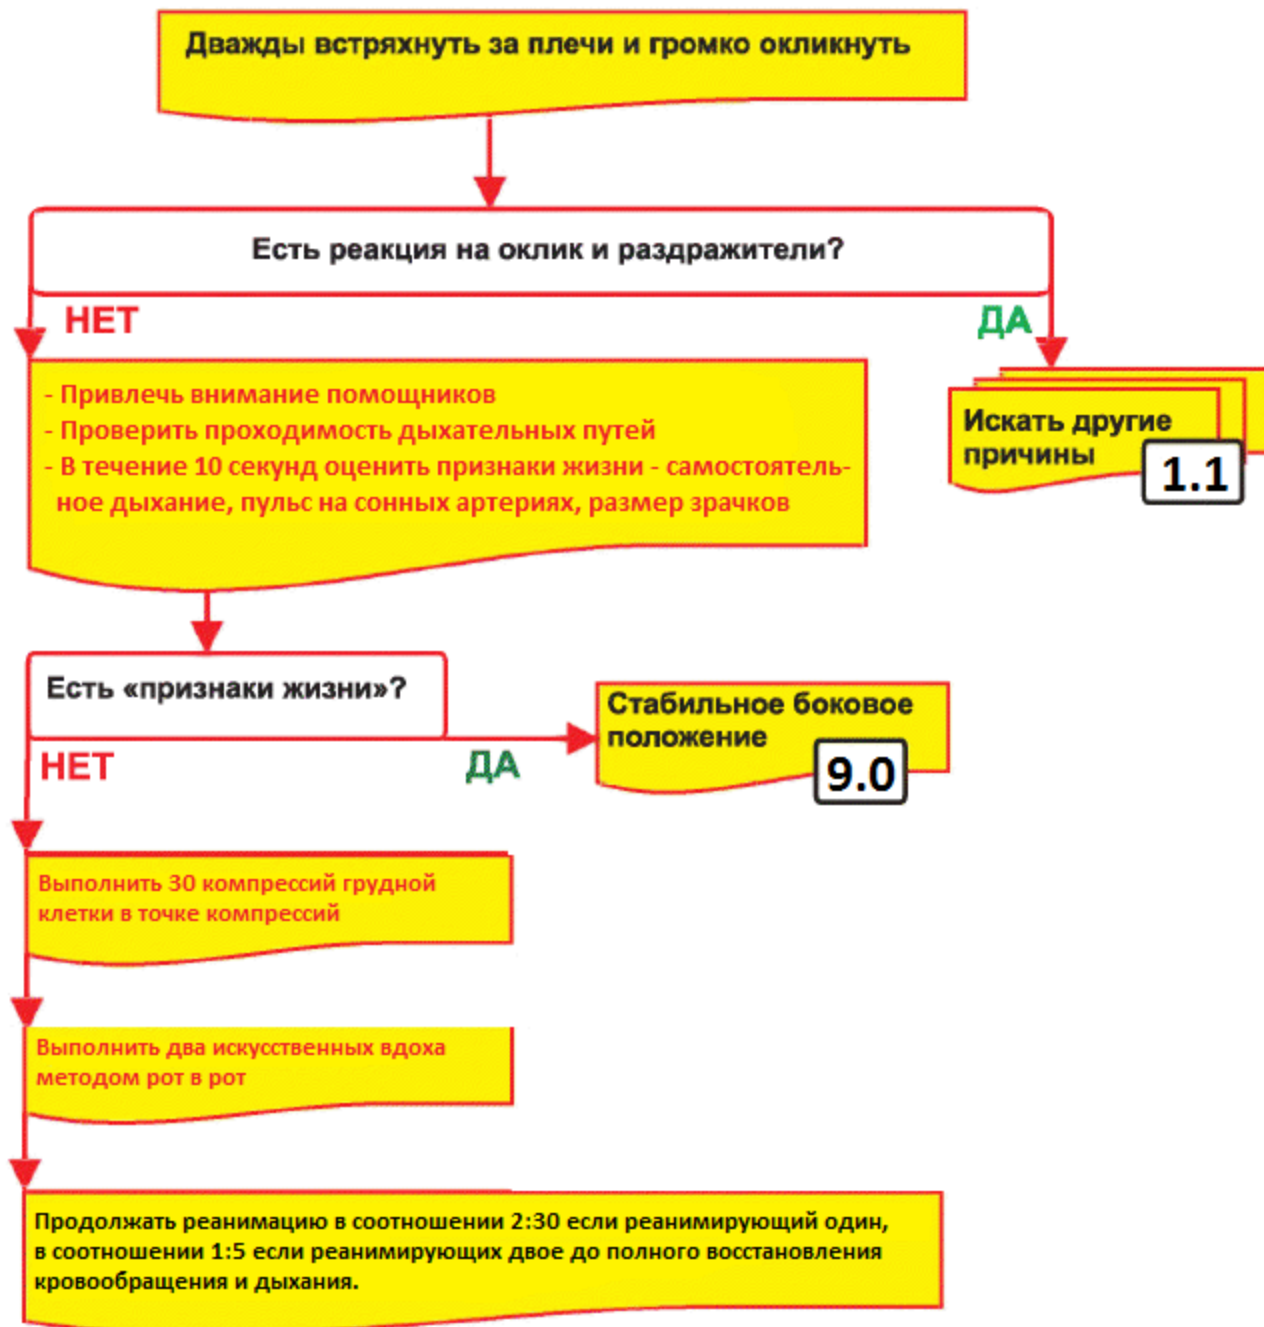 Дважды встряхнуть за плечи и громко окликнуть
Есть реакция на оклик и раздражители?
НЕТ
ДА
- Привлечь внимание помощников
- Проверить проходимость дыхательных путей
- В течение 10 секунд оценить признаки жизни - самостоятель-
ное дыхание, пульс на сонных артериях, размер зрачков
Искать другие
причины
1.1
Есть «признаки жизни»?
НЕТ
ДА
Стабильное боковое
положение
9.0
Выполнить 30 компрессий грудной
клетки в точке компрессий
Выполнить два искусственных вдоха
методом рот в рот
Продолжать реанимацию в соотношении 2:30 если реанимирующий один,
в соотношении 1:5 если реанимирующих двое до полного восстановления
кровообращения и дыхания.